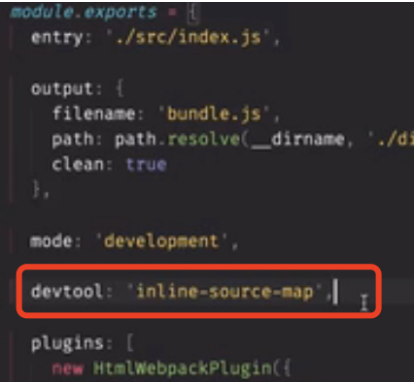 module.exports = {
entry: './src/index.js',
output: {
filename: 'bundle.js',
path: path.resolve(__dirname, './di
clean: true
},
mode: 'development',
devtool: 'inline-source-map',
plugins: [
new HtmlWebpackPlugin({